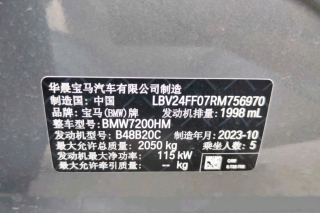 华晨宝马汽车有限公司制造
制造：中国 LBV24FF07RM756970
品牌：宝马(BMW)牌 发动机排量：1998 mL
整车型号：BMW7200HM
发动机型号：B48B20C 制造年月：2023-10
最大允许总质量：2050 kg 乘坐人数：5
发动机最大净功率：115 kW
最大允许牵引质量：-- kg